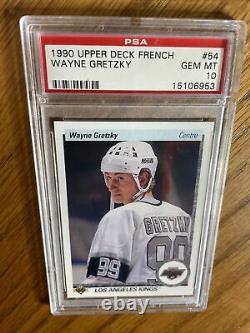 PSA
1990 UPPER DECK FRENCH #54
WAYNE GRETZKY GEM MT
10
15106953
Wayne Gretzky Centre
GRETZKY
99
99
LOS ANGELES KINGS